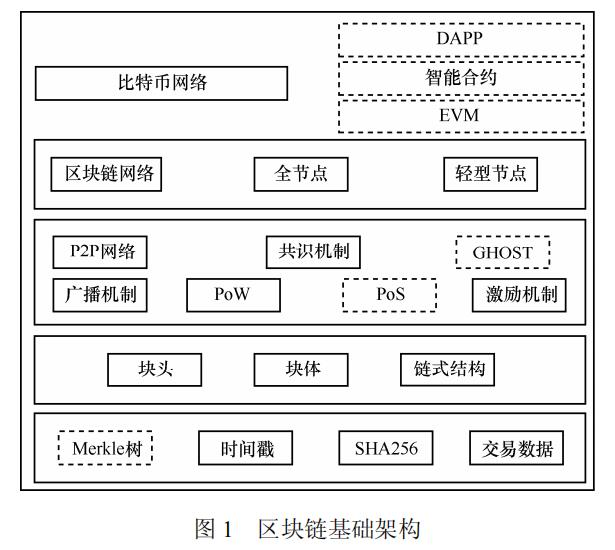 DAPP
比特币网络
智能合约
EVM
区块链网络 全节点 轻型节点
P2P网络 共识机制 GHOST
广播机制 PoW PoS 激励机制
块头 块体 链式结构
Merkle树 时间戳 SHA256 交易数据
图 1 区块链基础架构